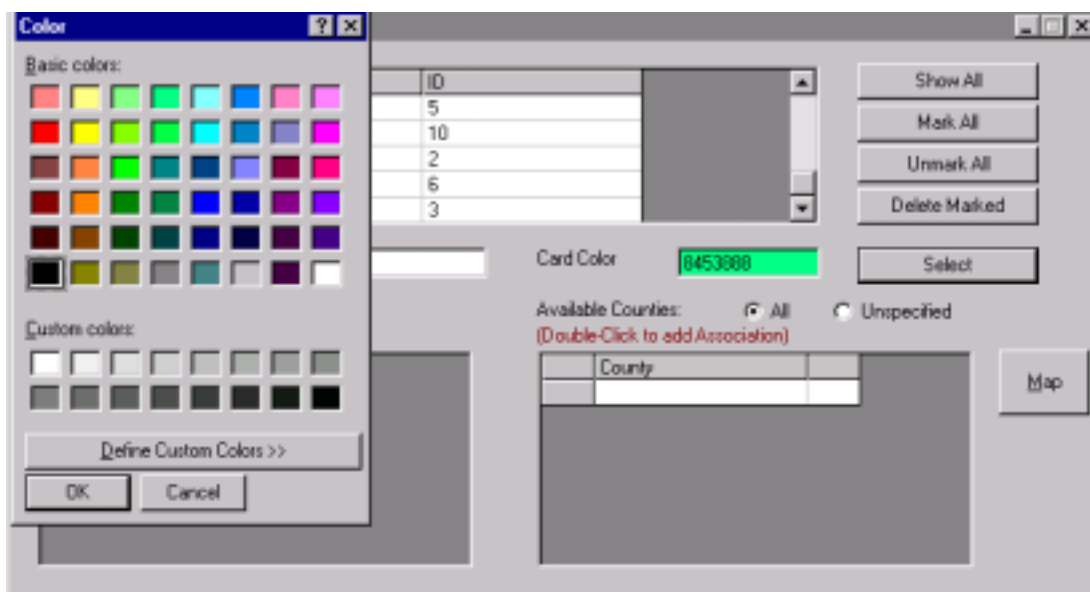 Color
Basic colors:
ID
5
10
2
6
3
Show All
Mark All
Unmark All
Delete Marked
Card Color
8453888
Select
Available Counties:
All
Unspecified
(Double-Click to add Association)
Custom colors:
County
Map
Define Custom Colors >>
OK
Cancel